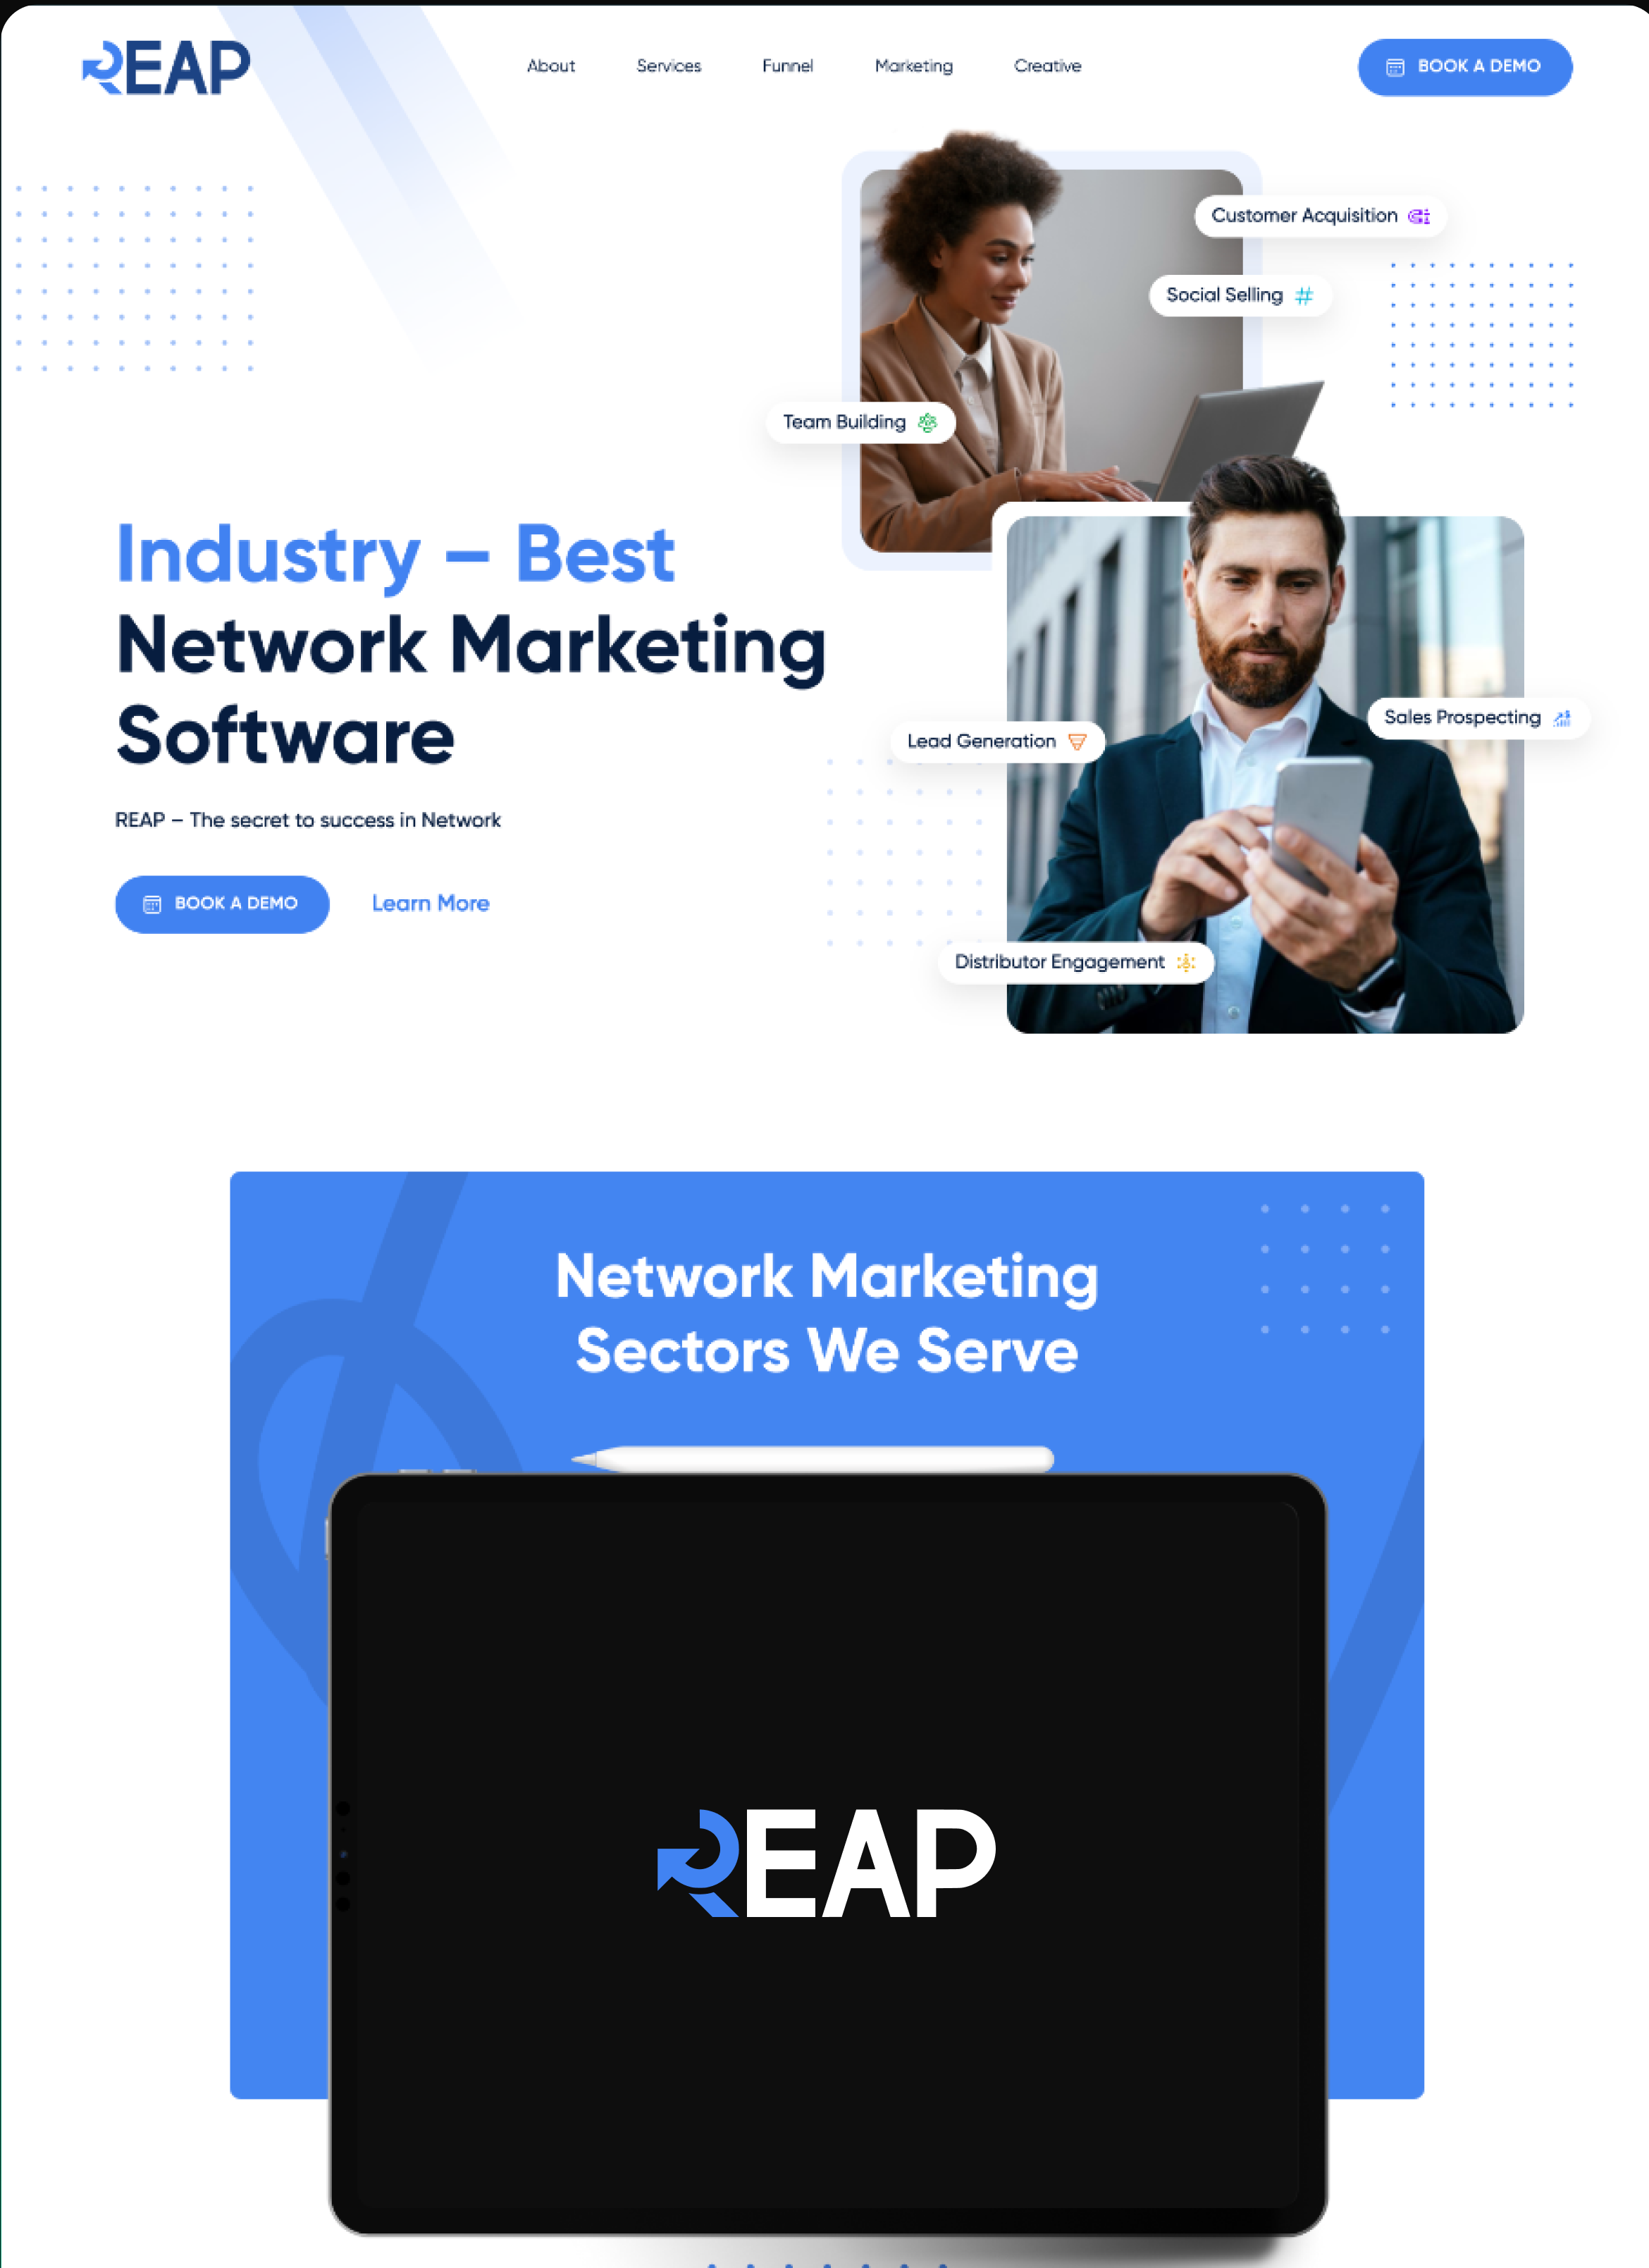 REAP
About
Services
Funnel
Marketing
Creative
BOOK A DEMO
Customer Acquisition
Social Selling
Team Building
Industry – Best
Network Marketing
Software
REAP – The secret to success in Network
BOOK A DEMO
Learn More
Lead Generation
Sales Prospecting
Distributor Engagement
Network Marketing
Sectors We Serve
REAP